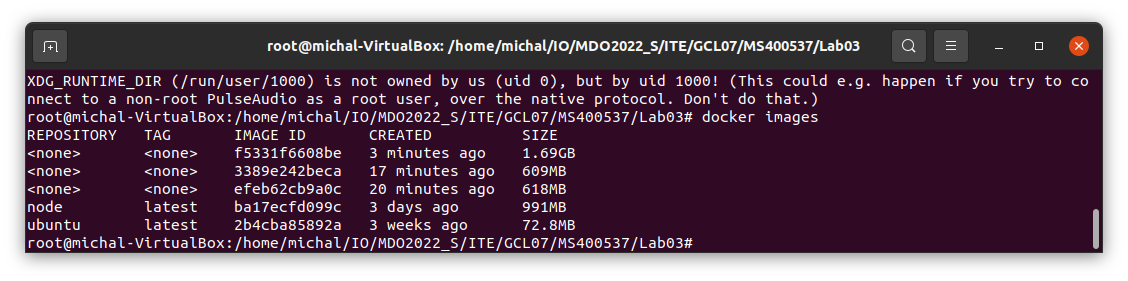 root@michal-VirtualBox: /home/michal/IO/MDO2022_S/ITE/GCL07/MS400537/Lab03
XDG_RUNTIME_DIR (/run/user/1000) is not owned by us (uid 0), but by uid 1000! (This could e.g. happen if you try to co
nnect to a non-root PulseAudio as a root user, over the native protocol. Don't do that.)
root@michal-VirtualBox:/home/michal/IO/MDO2022_S/ITE/GCL07/MS400537/Lab03# docker images
REPOSITORY   TAG       IMAGE ID       CREATED          SIZE
<none>       <none>    f5331f6608be   3 minutes ago    1.69GB
<none>       <none>    3389e242beca   17 minutes ago   609MB
<none>       <none>    efeb62cb9a0c   20 minutes ago   618MB
node         latest    ba17ecfd099c   3 days ago       991MB
ubuntu       latest    2b4cba85892a   3 weeks ago      72.8MB
root@michal-VirtualBox:/home/michal/IO/MDO2022_S/ITE/GCL07/MS400537/Lab03#